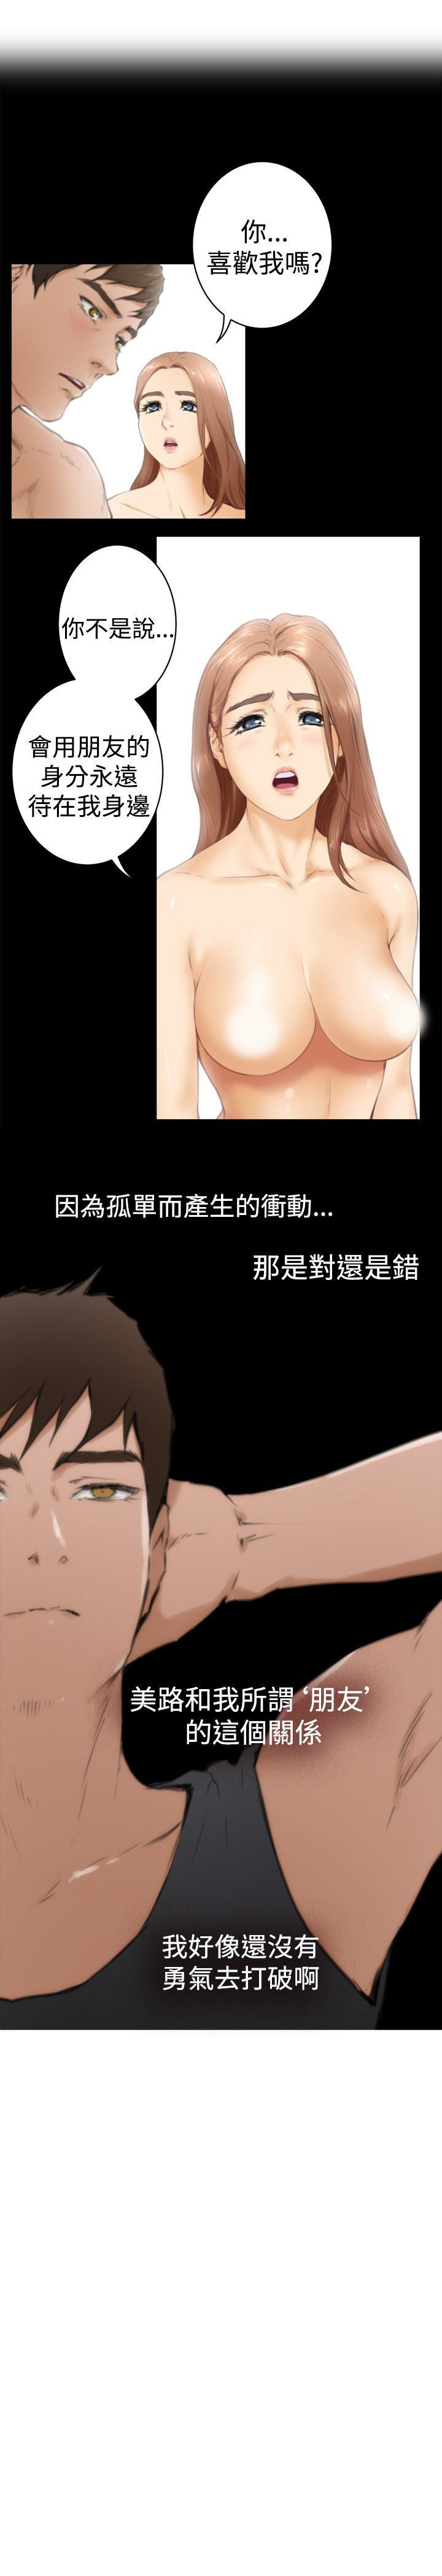 你...
喜歡我嗎?
你不是說...
會用朋友的
身分永遠
待在我身邊
因為孤單而產生的衝動...
那是對還是錯
美路和我所謂‘朋友’
的這個關係
我好像還沒有
勇氣去打破啊